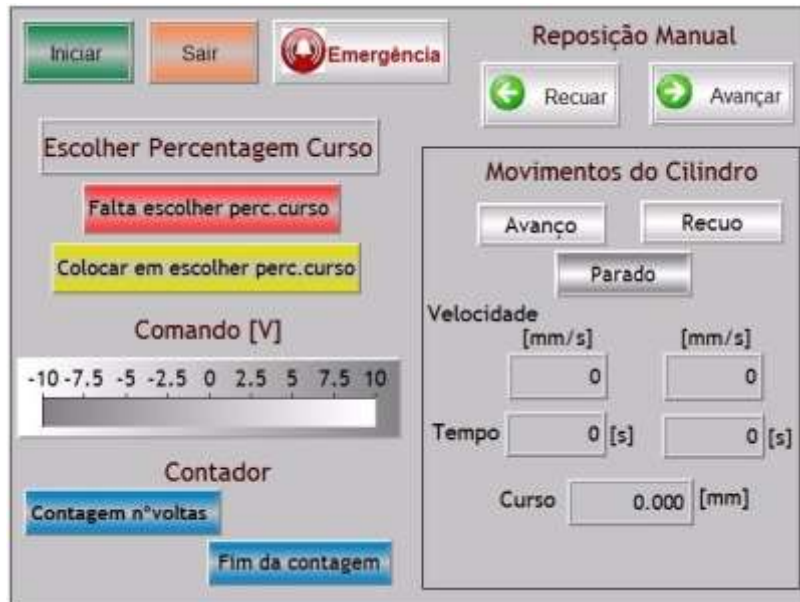 Iniciar
Sair
Emergência
Reposição Manual
Recuar
Avançar
Escolher Percentagem Curso
Falta escolher perc.curso
Colocar em escolher perc.curso
Comando [V]
-10 -7.5 -5 -2.5 0 2.5 5 7.5 10
Contador
Contagem n°voltas
Fim da contagem
Movimentos do Cilindro
Avanço
Recuo
Parado
Velocidade
[mm/s] [mm/s]
0 0
Tempo 0 [s] 0 [s]
Curso 0.000 [mm]